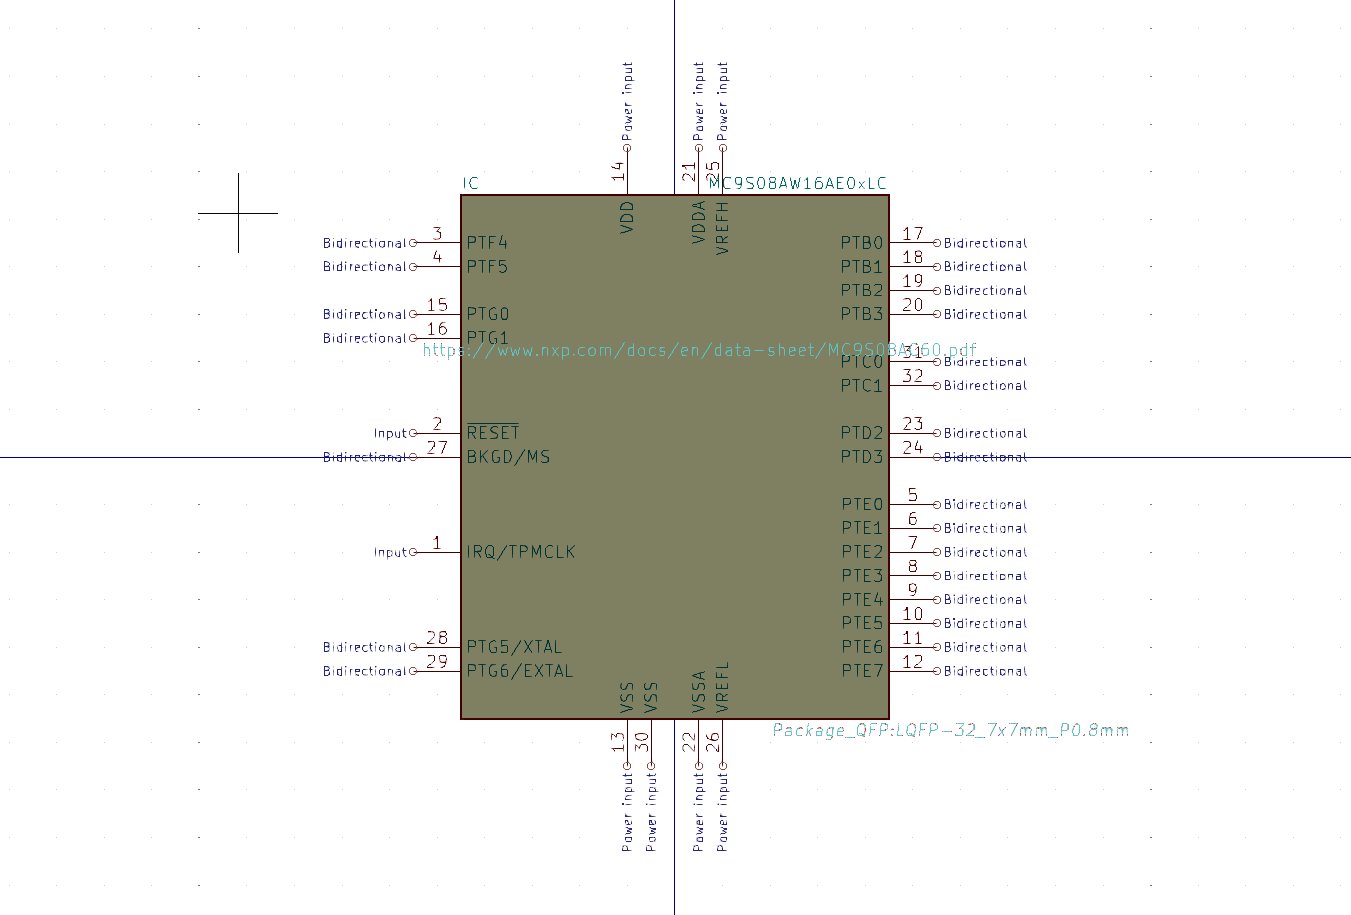 Power input Power input Power input
14 21 25
IC MC9S08AW16AE0xLC
VDD VDDA VREFH
Bidirectional 3 PTF4 PTB0 17 Bidirectional
Bidirectional 4 PTF5 PTB1 18 Bidirectional
PTB2 19 Bidirectional
Bidirectional 15 PTG0 PTB3 20 Bidirectional
Bidirectional 16 PTG1
https://www.nxp.com/docs/en/data-sheet/MC9S08AC60.pdf
PTC0 31 Bidirectional
PTC1 32 Bidirectional
Input 2 RESET PTD2 23 Bidirectional
Bidirectional 27 BKGD/MS PTD3 24 Bidirectional
PTE0 5 Bidirectional
PTE1 6 Bidirectional
Input 1 IRQ/TPMCLK PTE2 7 Bidirectional
PTE3 8 Bidirectional
PTE4 9 Bidirectional
PTE5 10 Bidirectional
Bidirectional 28 PTG5/XTAL PTE6 11 Bidirectional
Bidirectional 29 PTG6/EXTAL PTE7 12 Bidirectional
VSS VSS VSSA VREFL
Package_QFP:LQFP-32_7x7mm_P0.8mm
13 30 22 26
Power input Power input Power input Power input